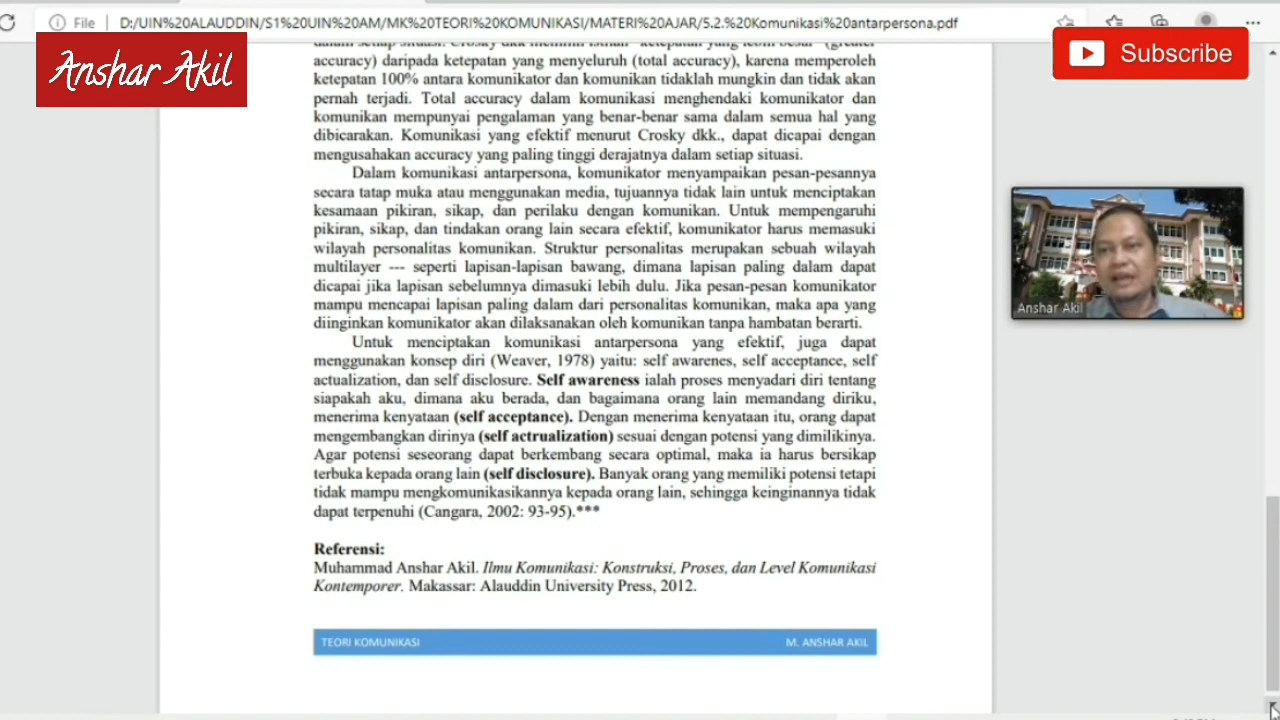 File
D:/UIN%20ALAUDDIN/S1%20UIN%20AM/MK%20TEORI%20KOMUNIKASI/MATERI%20AJAR/5.2.%20Komunikasi%20antarpersona.pdf
Anshar Akil
Subscribe
dalam setiap situasi. Crosky dkk memilih istilah "ketepatan yang lebih besar" (greater
accuracy) daripada ketepatan yang menyeluruh (total accuracy), karena memperoleh
ketepatan 100% antara komunikator dan komunikan tidaklah mungkin dan tidak akan
pernah terjadi. Total accuracy dalam komunikasi menghendaki komunikator dan
komunikan mempunyai pengalaman yang benar-benar sama dalam semua hal yang
dibicarakan. Komunikasi yang efektif menurut Crosky dkk., dapat dicapai dengan
mengusahakan accuracy yang paling tinggi derajatnya dalam setiap situasi.
Dalam komunikasi antarpersona, komunikator menyampaikan pesan-pesannya
secara tatap muka atau menggunakan media, tujuannya tidak lain untuk menciptakan
kesamaan pikiran, sikap, dan perilaku dengan komunikan. Untuk mempengaruhi
pikiran, sikap, dan tindakan orang lain secara efektif, komunikator harus memasuki
wilayah personalitas komunikan. Struktur personalitas merupakan sebuah wilayah
multilayer --- seperti lapisan-lapisan bawang, dimana lapisan paling dalam dapat
dicapai jika lapisan sebelumnya dimasuki lebih dulu. Jika pesan-pesan komunikator
mampu mencapai lapisan paling dalam dari personalitas komunikan, maka apa yang
diinginkan komunikator akan dilaksanakan oleh komunikan tanpa hambatan berarti.
Untuk menciptakan komunikasi antarpersona yang efektif, juga dapat
menggunakan konsep diri (Weaver, 1978) yaitu: self awarenes, self acceptance, self
actualization, dan self disclosure. Self awareness ialah proses menyadari diri tentang
siapakah aku, dimana aku berada, dan bagaimana orang lain memandang diriku,
menerima kenyataan (self acceptance). Dengan menerima kenyataan itu, orang dapat
mengembangkan dirinya (self actrualization) sesuai dengan potensi yang dimilikinya.
Agar potensi seseorang dapat berkembang secara optimal, maka ia harus bersikap
terbuka kepada orang lain (self disclosure). Banyak orang yang memiliki potensi tetapi
tidak mampu mengkomunikasikannya kepada orang lain, sehingga keinginannya tidak
dapat terpenuhi (Cangara, 2002: 93-95).***
Referensi:
Muhammad Anshar Akil. Ilmu Komunikasi: Konstruksi, Proses, dan Level Komunikasi
Kontemporer. Makassar: Alauddin University Press, 2012.
TEORI KOMUNIKASI M. ANSHAR AKIL
Anshar Akil